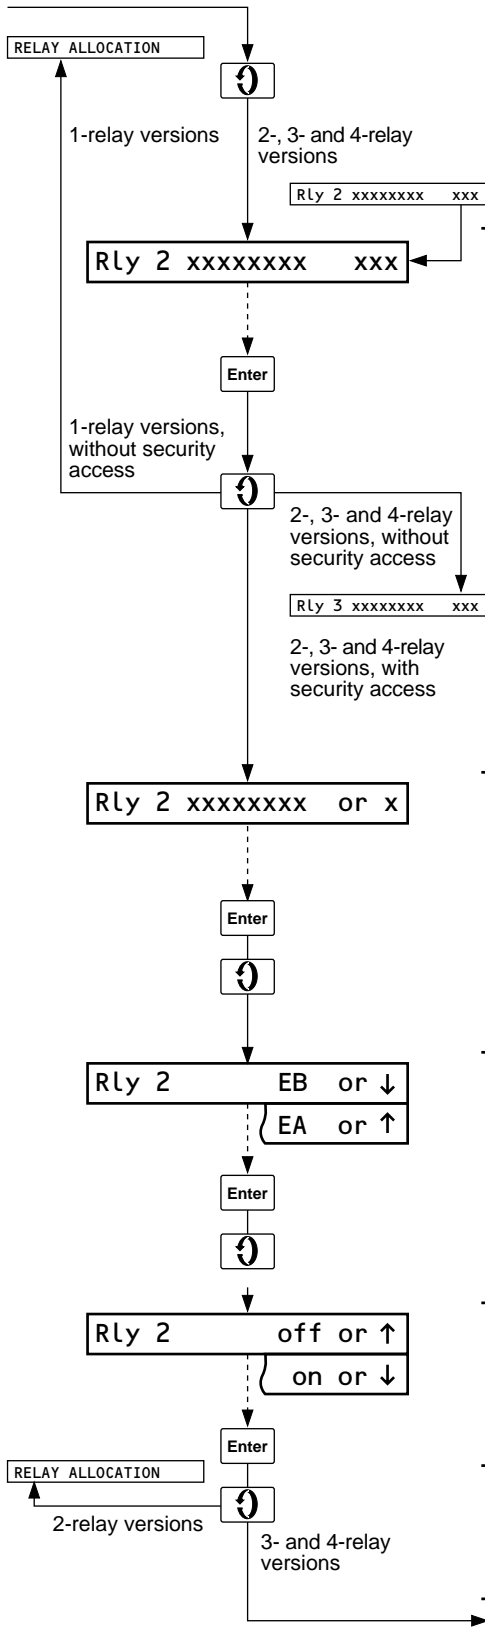 RELAY ALLOCATION
1-relay versions
2-, 3- and 4-relay
versions
Rly 2 xxxxxxxx xxx
Rly 2 xxxxxxxx xxx
Enter
1-relay versions,
without security
access
2-, 3- and 4-relay
versions, without
security access
Rly 3 xxxxxxxx xxx
2-, 3- and 4-relay
versions, with
security access
Rly 2 xxxxxxxx or x
Enter
Rly 2 EB or ↓
EA or ↑
Enter
Rly 2 off or ↑
on or ↓
Enter
RELAY ALLOCATION
2-relay versions
3- and 4-relay
versions